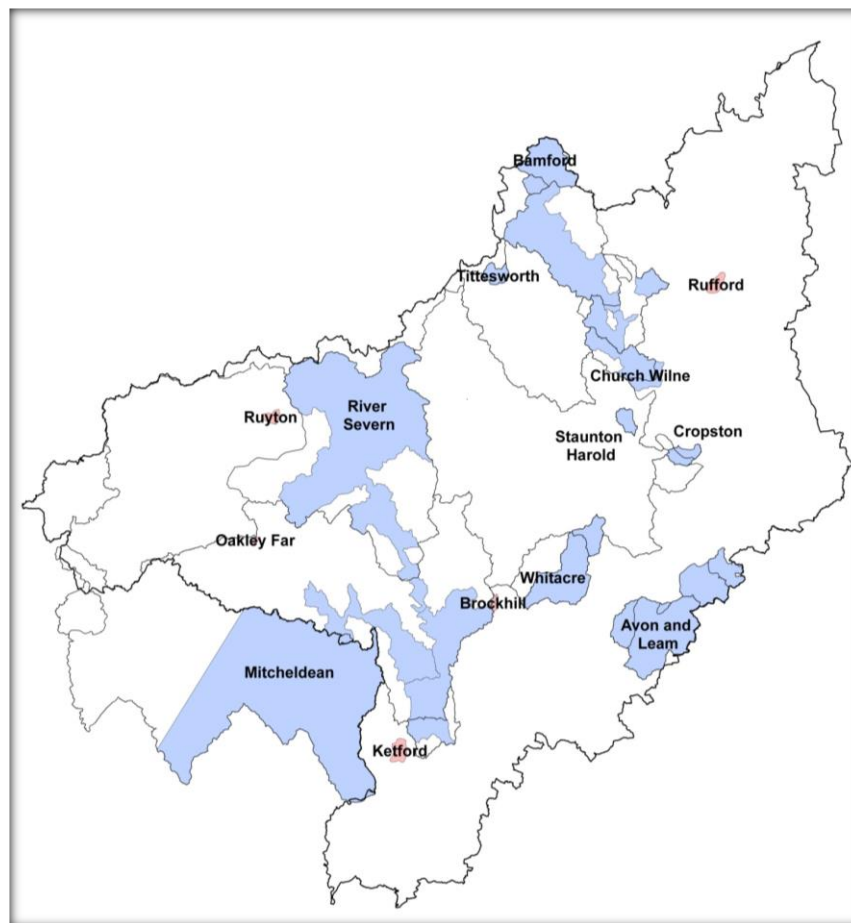 Bamford
Tittesworth
Rufford
Church Wilne
Ruyton
River
Severn
Staunton
Harold
Cropston
Oakley Far
Whitacre
Brockhill
Avon and
Leam
Mitcheldean
Ketford